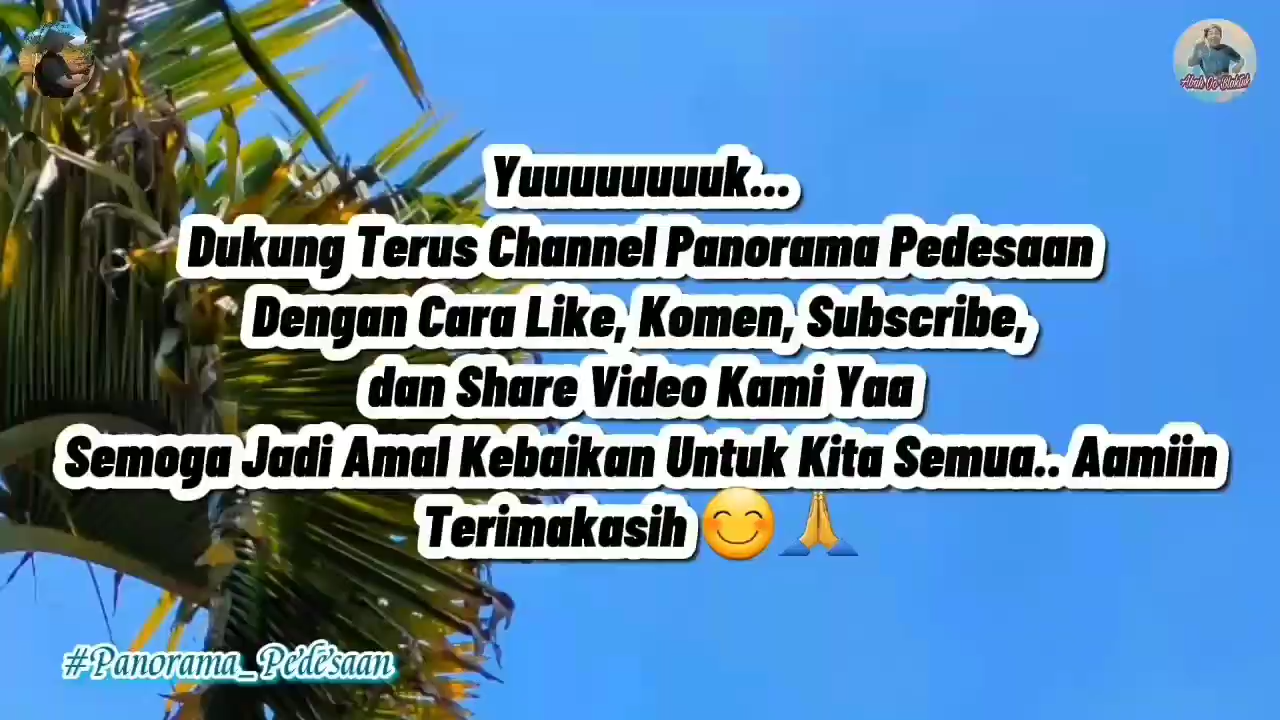 Yuuuuuuuuk...
Dukung Terus Channel Panorama Pedesaan
Dengan Cara Like, Komen, Subscribe,
dan Share Video Kami Yaa
Semoga Jadi Amal Kebaikan Untuk Kita Semua.. Aamiin
Terimakasih 😊🙏
#Panorama_Pedesaan